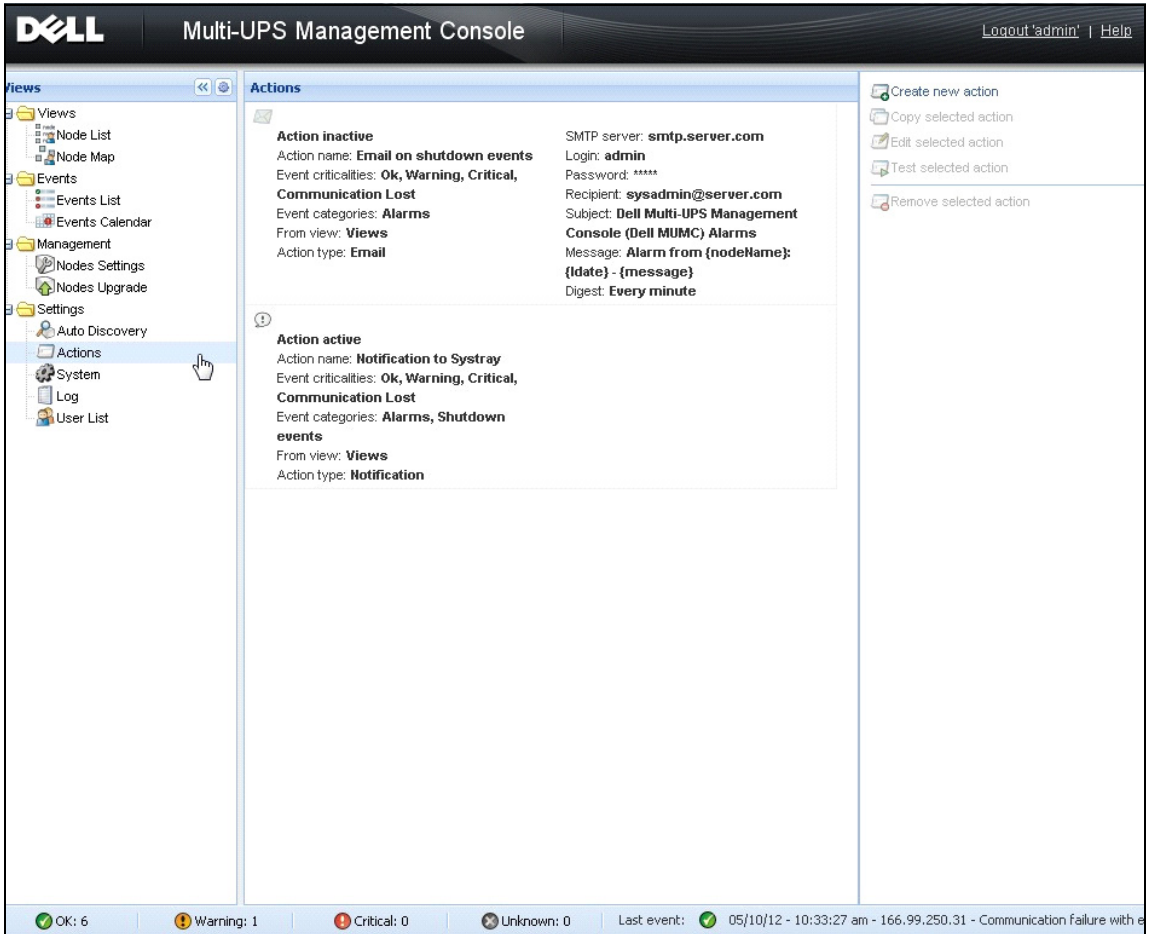 DELL
Multi-UPS Management Console
Logout 'admin' | Help
Views
Views
Node List
Node Map
Events
Events List
Events Calendar
Management
Nodes Settings
Nodes Upgrade
Settings
Auto Discovery
Actions
System
Log
User List
Actions
Action inactive
Action name: Email on shutdown events
Event criticalities: Ok, Warning, Critical,
Communication Lost
Event categories: Alarms
From view: Views
Action type: Email
SMTP server: smtp.server.com
Login: admin
Password: *****
Recipient: sysadmin@server.com
Subject: Dell Multi-UPS Management
Console (Dell MUMC) Alarms
Message: Alarm from {nodeName}:
{ldate} - {message}
Digest: Every minute
Action active
Action name: Notification to Systray
Event criticalities: Ok, Warning, Critical,
Communication Lost
Event categories: Alarms, Shutdown
events
From view: Views
Action type: Notification
Create new action
Copy selected action
Edit selected action
Test selected action
Remove selected action
OK: 6
Warning: 1
Critical: 0
Unknown: 0
Last event: 05/10/12 - 10:33:27 am - 166.99.250.31 - Communication failure with e